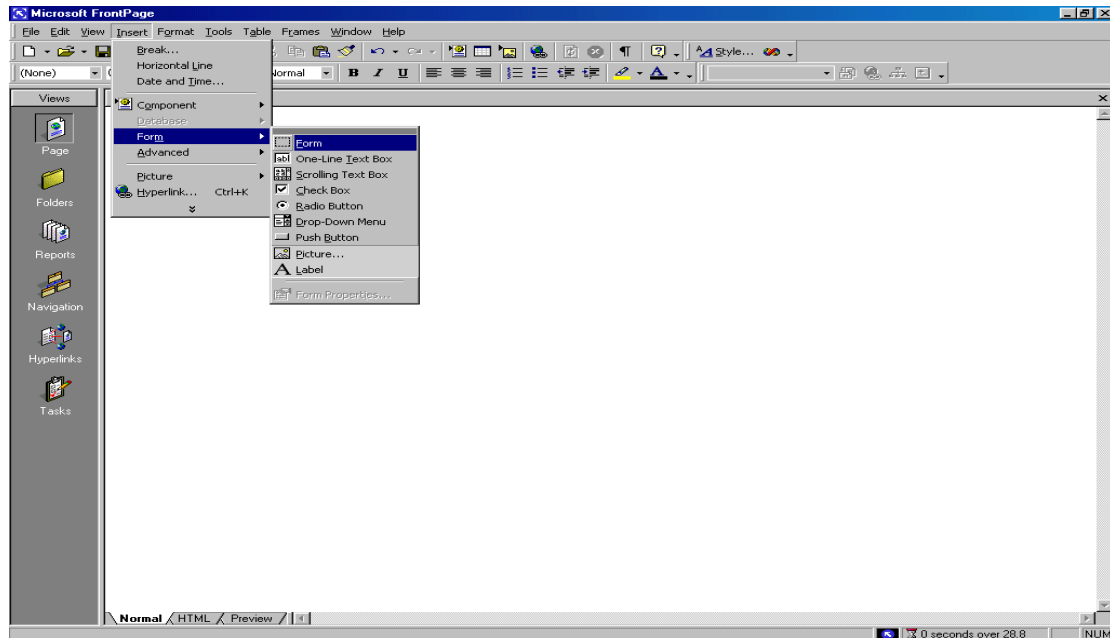 Microsoft FrontPage
File Edit View Insert Format Tools Table Frames Window Help
Style...
(None) Normal B I U A
Views
Page
Folders
Reports
Navigation
Hyperlinks
Tasks
Break...
Horizontal Line
Date and Time...
Component
Database
Form
Advanced
Picture
Hyperlink... Ctrl+K
Form
One-Line Text Box
Scrolling Text Box
Check Box
Radio Button
Drop-Down Menu
Push Button
Picture...
Label
Form Properties...
Normal HTML Preview
0 seconds over 28.8 NUM